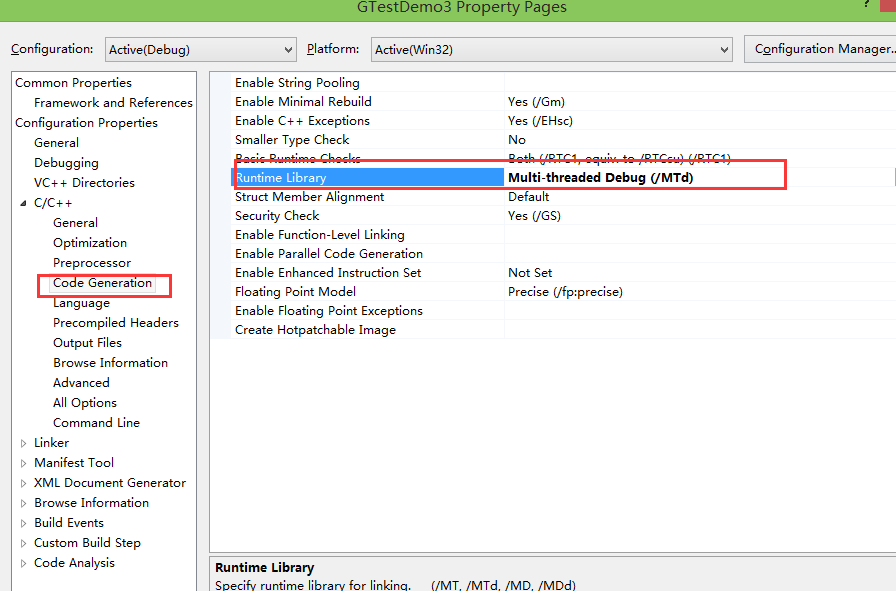 GTestDemo3 Property Pages ?
Configuration: Active(Debug) Platform: Active(Win32) Configuration Manager..
Common Properties
Framework and References
Configuration Properties
General
Debugging
VC++ Directories
C/C++
General
Optimization
Preprocessor
Code Generation
Language
Precompiled Headers
Output Files
Browse Information
Advanced
All Options
Command Line
Linker
Manifest Tool
XML Document Generator
Browse Information
Build Events
Custom Build Step
Code Analysis
Enable String Pooling
Enable Minimal Rebuild Yes (/Gm)
Enable C++ Exceptions Yes (/EHsc)
Smaller Type Check No
Basic Runtime Checks Both (/RTC1, equiv. to /RTCsu) (/RTC1)
Runtime Library Multi-threaded Debug (/MTd)
Struct Member Alignment Default
Security Check Yes (/GS)
Enable Function-Level Linking
Enable Parallel Code Generation
Enable Enhanced Instruction Set Not Set
Floating Point Model Precise (/fp:precise)
Enable Floating Point Exceptions
Create Hotpatchable Image
Runtime Library
Specify runtime library for linking. (/MT, /MTd, /MD, /MDd)